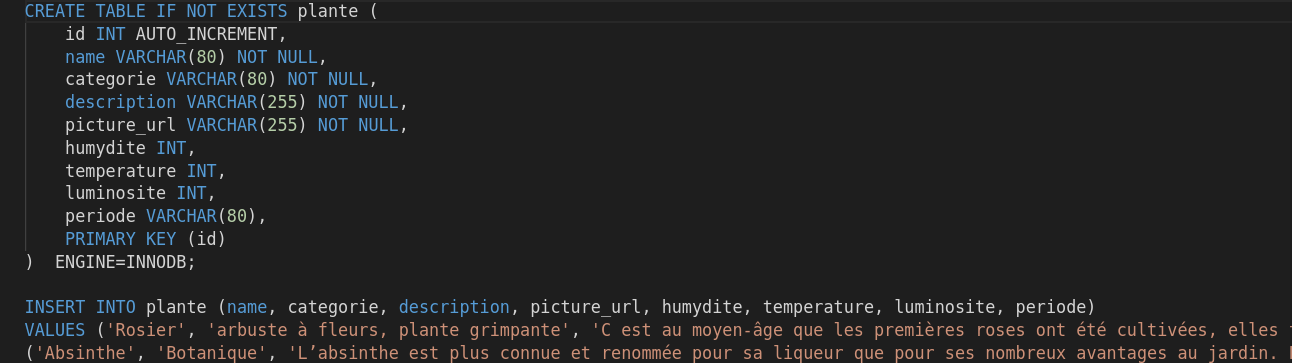 CREATE TABLE IF NOT EXISTS plante (
id INT AUTO_INCREMENT,
name VARCHAR(80) NOT NULL,
categorie VARCHAR(80) NOT NULL,
description VARCHAR(255) NOT NULL,
picture_url VARCHAR(255) NOT NULL,
humydite INT,
temperature INT,
luminosite INT,
periode VARCHAR(80),
PRIMARY KEY (id)
)  ENGINE=INNODB;
INSERT INTO plante (name, categorie, description, picture_url, humydite, temperature, luminosite, periode)
VALUES ('Rosier', 'arbuste à fleurs, plante grimpante', 'C est au moyen-âge que les premières roses ont été cultivées, elles
('Absinthe', 'Botanique', 'L’absinthe est plus connue et renommée pour sa liqueur que pour ses nombreux avantages au jardin.